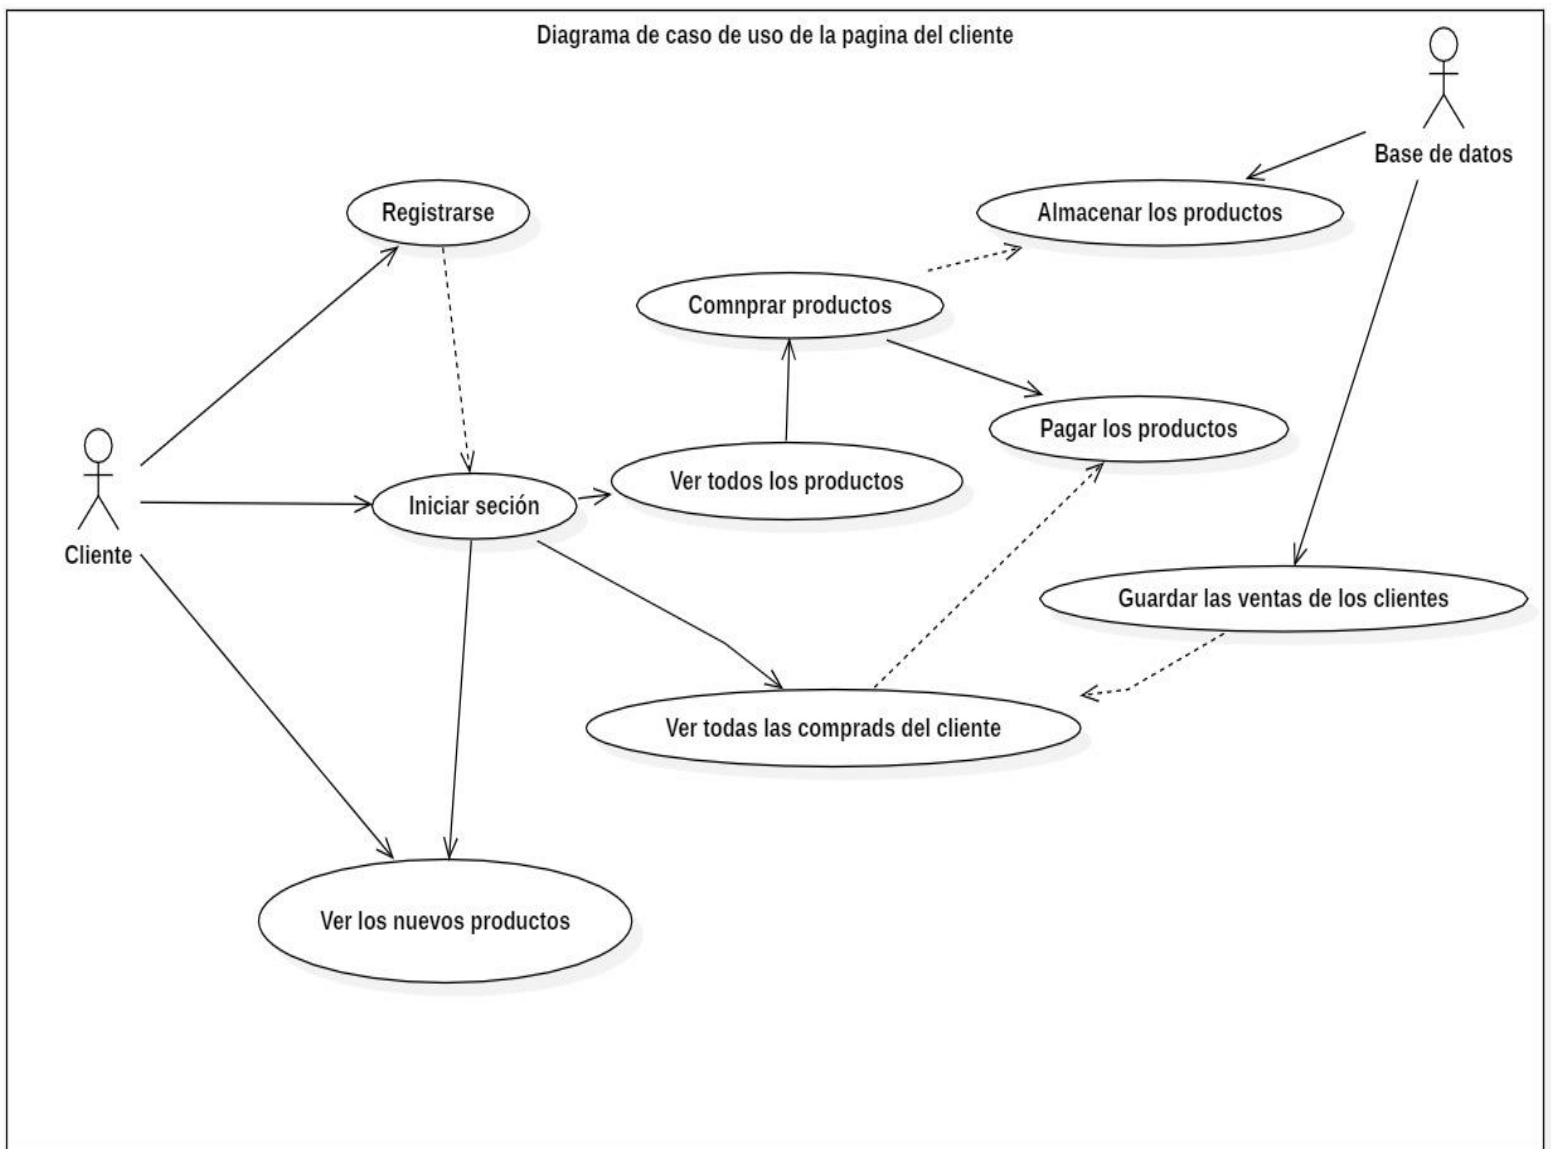 Diagrama de caso de uso de la pagina del cliente
Base de datos
Registrarse
Almacenar los productos
Comnprar productos
Pagar los productos
Ver todos los productos
Iniciar seción
Cliente
Guardar las ventas de los clientes
Ver todas las comprads del cliente
Ver los nuevos productos